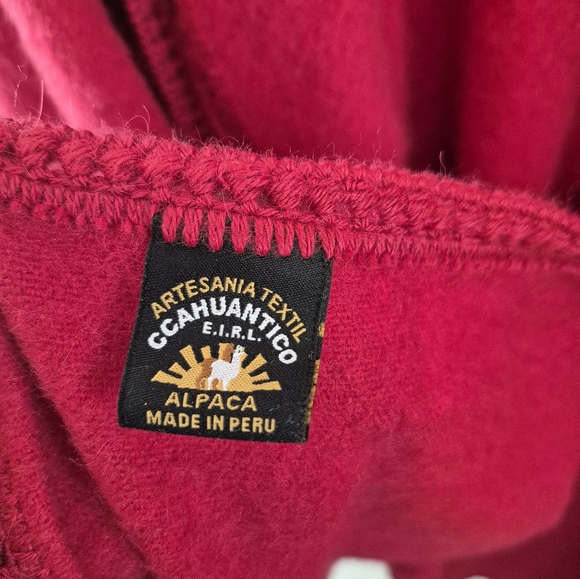 ARTESANIA TEXTIL
CCAHUANTICO
E.I.R.L.
ALPACA
MADE IN PERU